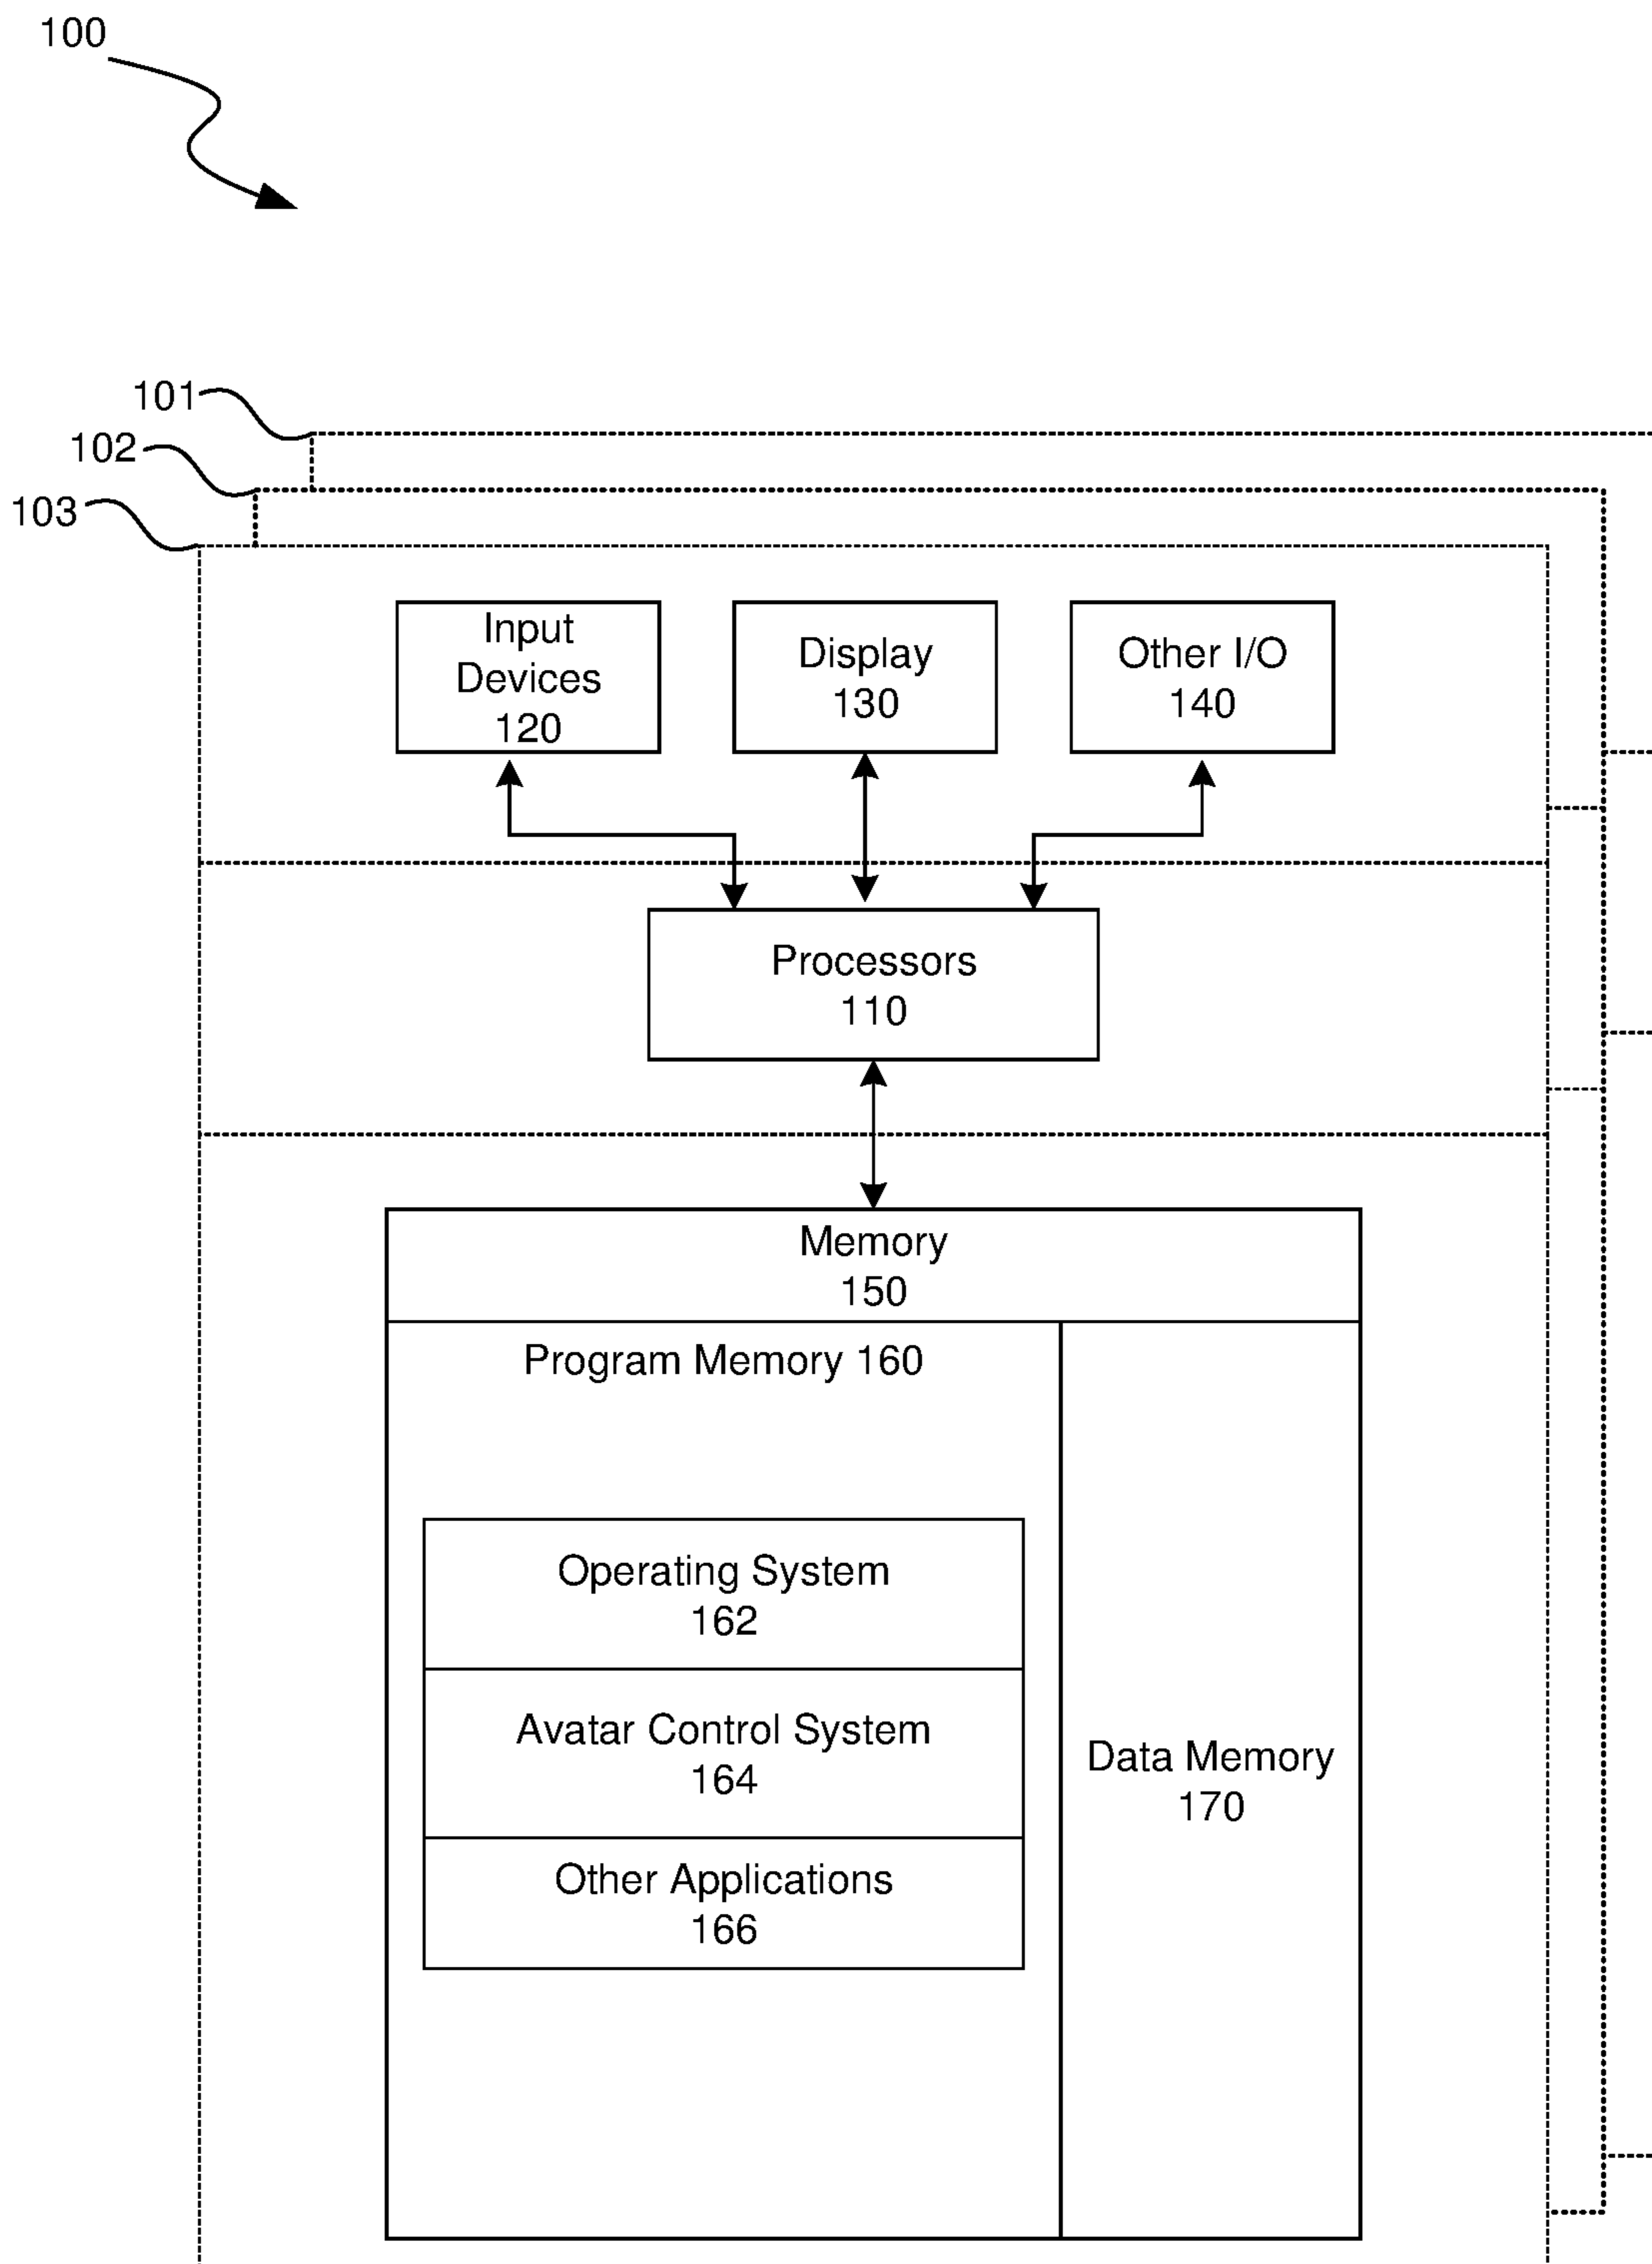 100
101
102
103
Input
Devices
120
Display
130
Other I/O
140
Processors
110
Memory
150
Program Memory 160
Operating System
162
Avatar Control System
164
Other Applications
166
Data Memory
170